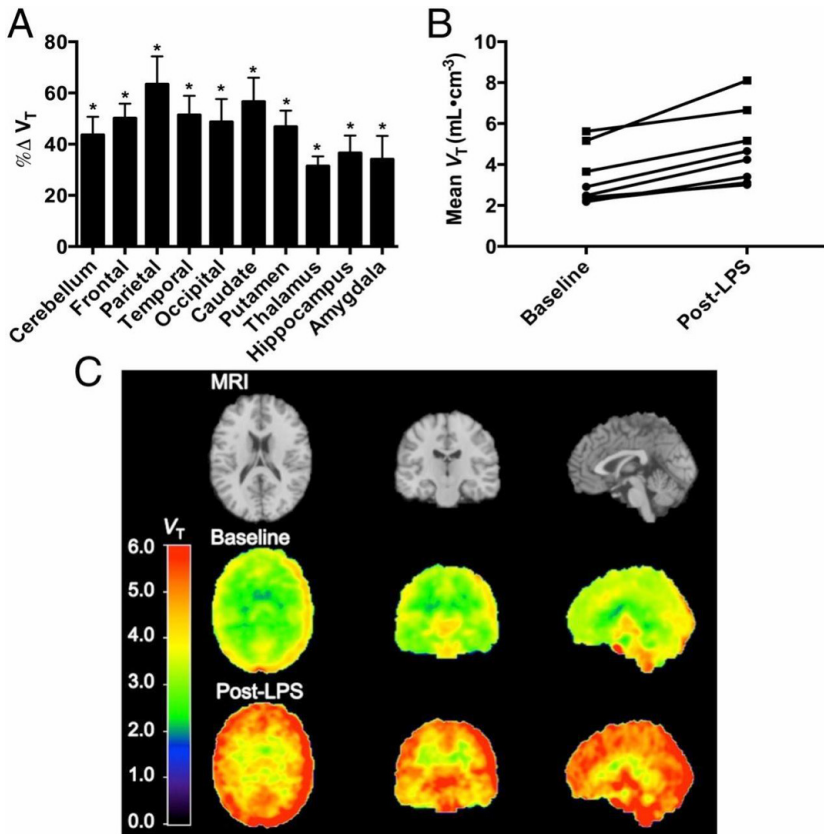 A
%Δ VT
80
60
40
20
0
* * * * * * * * * *
Cerebellum
Frontal
Parietal
Temporal
Occipital
Caudate
Putamen
Thalamus
Hippocampus
Amygdala
B
Mean VT (mL•cm-3)
10
8
6
4
2
0
Baseline
Post-LPS
C
MRI
VT
Baseline
6.0
5.0
4.0
3.0
2.0
1.0
0.0
Post-LPS